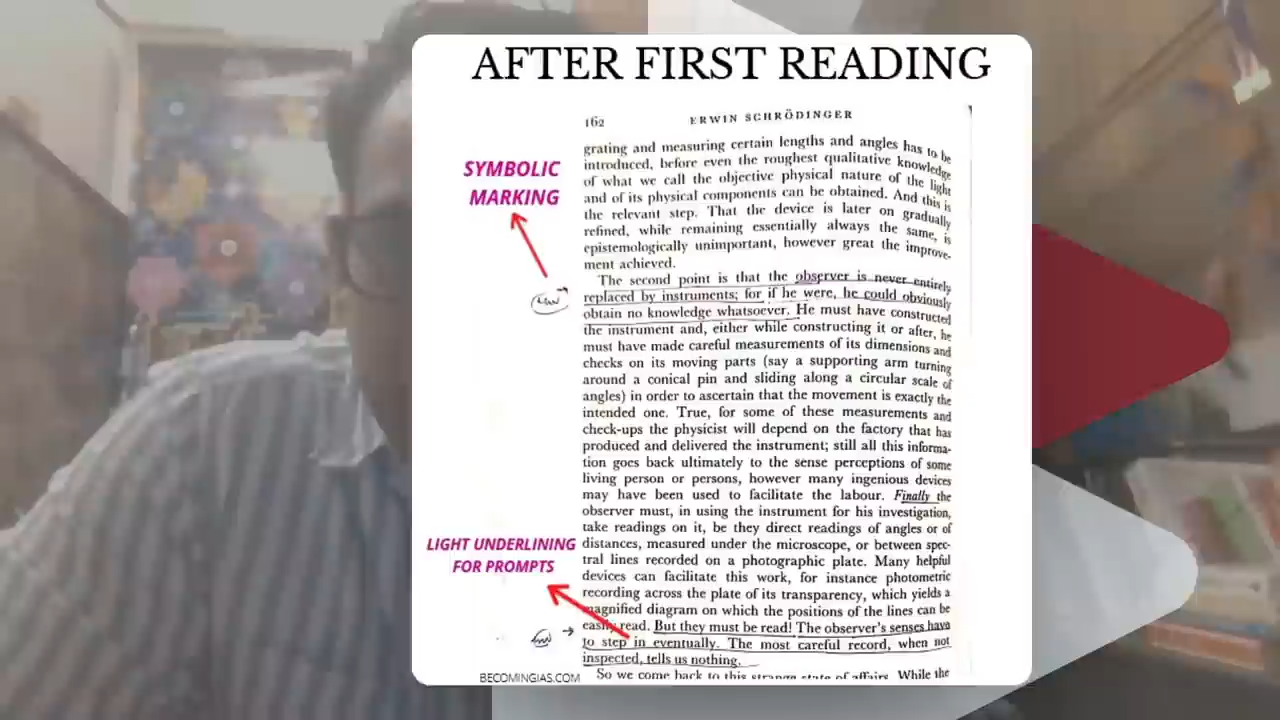 AFTER FIRST READING
162 ERWIN SCHRÖDINGER
grating and measuring certain lengths and angles has to be
introduced, before even the roughest qualitative knowledge
of what we call the objective physical nature of the light
and of its physical components can be obtained. And this is
the relevant step. That the device is later on gradually
refined, while remaining essentially always the same, is
epistemologically unimportant, however great the improve-
ment achieved.
The second point is that the observer is never entirely
replaced by instruments; for if he were, he could obviously
obtain no knowledge whatsoever. He must have constructed
the instrument and, either while constructing it or after, he
must have made careful measurements of its dimensions and
checks on its moving parts (say a supporting arm turning
around a conical pin and sliding along a circular scale of
angles) in order to ascertain that the movement is exactly the
intended one. True, for some of these measurements and
check-ups the physicist will depend on the factory that has
produced and delivered the instrument; still all this informa-
tion goes back ultimately to the sense perceptions of some
living person or persons, however many ingenious devices
may have been used to facilitate the labour. Finally the
observer must, in using the instrument for his investigation,
take readings on it, be they direct readings of angles or of
distances, measured under the microscope, or between spec-
tral lines recorded on a photographic plate. Many helpful
devices can facilitate this work, for instance photometric
recording across the plate of its transparency, which yields a
magnified diagram on which the positions of the lines can be
easily read. But they must be read! The observer's senses have
to step in eventually. The most careful record, when not
inspected, tells us nothing.
So we come back to this strange state of affairs. While the
SYMBOLIC
MARKING
LIGHT UNDERLINING
FOR PROMPTS
BECOMINGIAS.COM